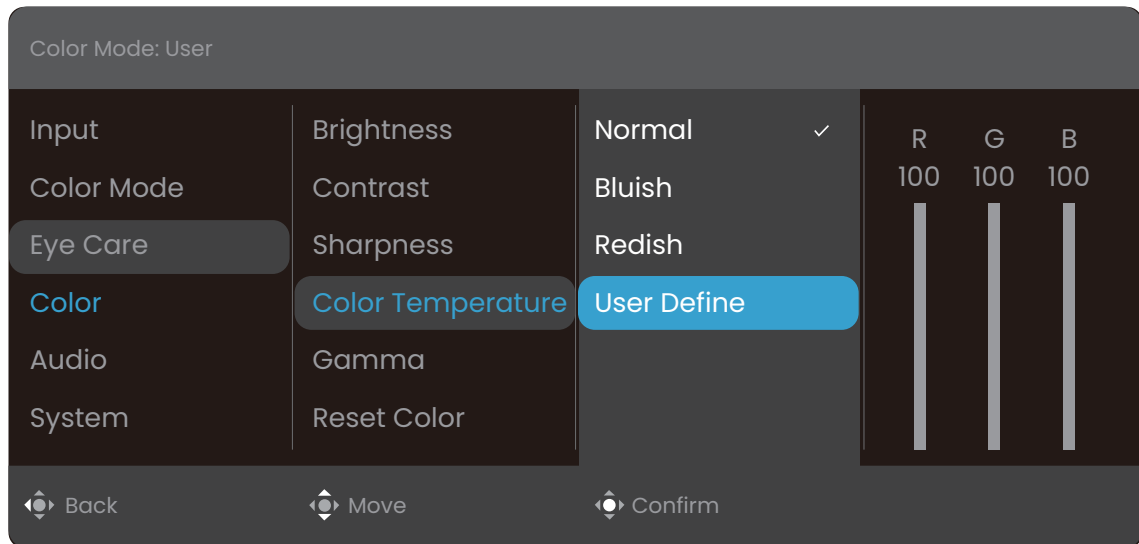 Color Mode: User
Input
Color Mode
Eye Care
Color
Audio
System
Brightness
Contrast
Sharpness
Color Temperature
Gamma
Reset Color
Normal
Bluish
Redish
User Define
R G B
100 100 100
Back Move Confirm